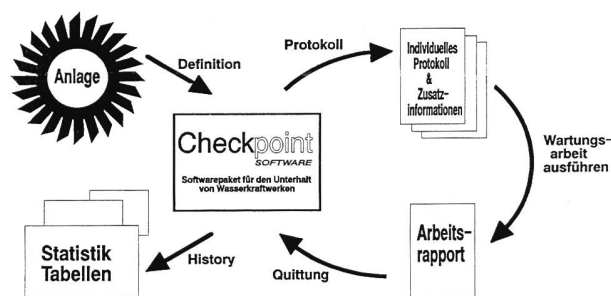 Anlage
Definition
Protokoll
Individuelles
Protokoll
&
Zusatz-
informationen
Checkpoint
SOFTWARE
Softwarepaket für den Unterhalt
von Wasserkraftwerken
Wartungs-
arbeit
ausführen
Statistik
Tabellen
History
Quittung
Arbeits-
rapport